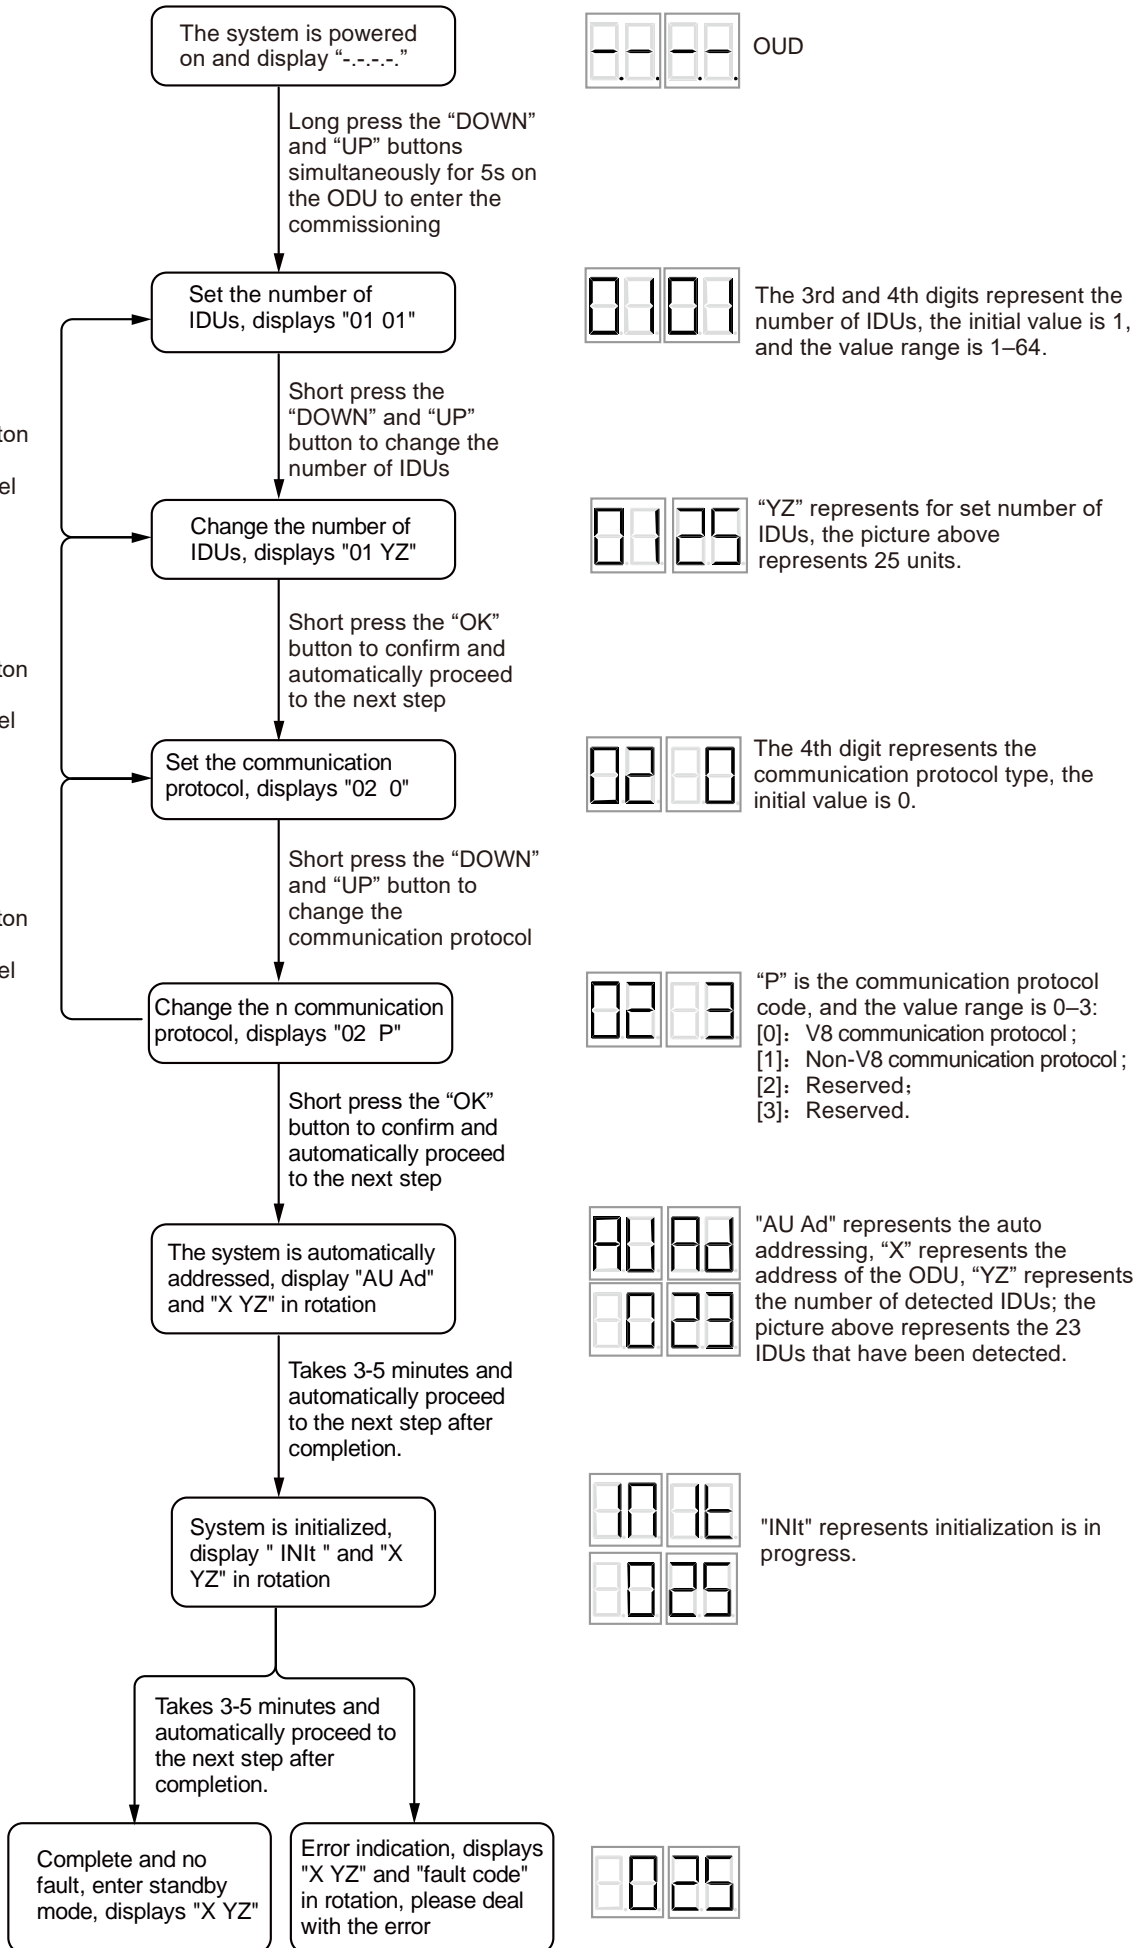 The system is powered
on and display “-.-.-.-.”
OUD
Long press the “DOWN”
and “UP” buttons
simultaneously for 5s on
the ODU to enter the
commissioning
Set the number of
IDUs, displays "01 01"
0101
The 3rd and 4th digits represent the
number of IDUs, the initial value is 1,
and the value range is 1–64.
Short press the
“DOWN” and “UP”
button to change the
number of IDUs
Change the number of
IDUs, displays "01 YZ"
0125
“YZ” represents for set number of
IDUs, the picture above
represents 25 units.
Short press the “OK”
button to confirm and
automatically proceed
to the next step
Set the communication
protocol, displays "02  0"
02 0
The 4th digit represents the
communication protocol type, the
initial value is 0.
Short press the “DOWN”
and “UP” button to
change the
communication protocol
Change the n communication
protocol, displays "02  P"
02 3
“P” is the communication protocol
code, and the value range is 0–3:
[0]：V8 communication protocol；
[1]：Non-V8 communication protocol；
[2]：Reserved；
[3]：Reserved.
Short press the “OK”
button to confirm and
automatically proceed
to the next step
The system is automatically
addressed, display "AU Ad"
and "X YZ" in rotation
AU Ad
023
"AU Ad" represents the auto
addressing, “X” represents the
address of the ODU, “YZ” represents
the number of detected IDUs; the
picture above represents the 23
IDUs that have been detected.
Takes 3-5 minutes and
automatically proceed
to the next step after
completion.
System is initialized,
display " INIt " and "X
YZ" in rotation
INIt
025
"INIt" represents initialization is in
progress.
Takes 3-5 minutes and
automatically proceed to
the next step after
completion.
Complete and no
fault, enter standby
mode, displays "X YZ"
Error indication, displays
"X YZ" and "fault code"
in rotation, please deal
with the error
025